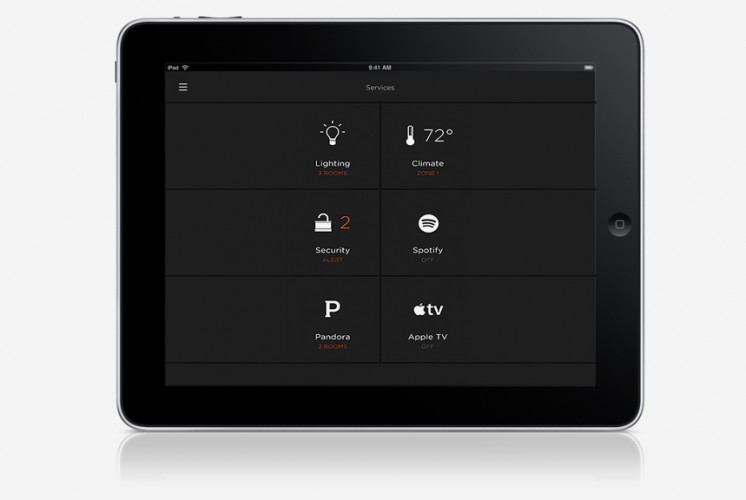 iPad
9:41 AM
Services
72°
Lighting
Climate
3 ROOMS
ZONE 1
2
Security
Spotify
ALERT
OFF
P
tv
Pandora
Apple TV
2 ROOMS
OFF